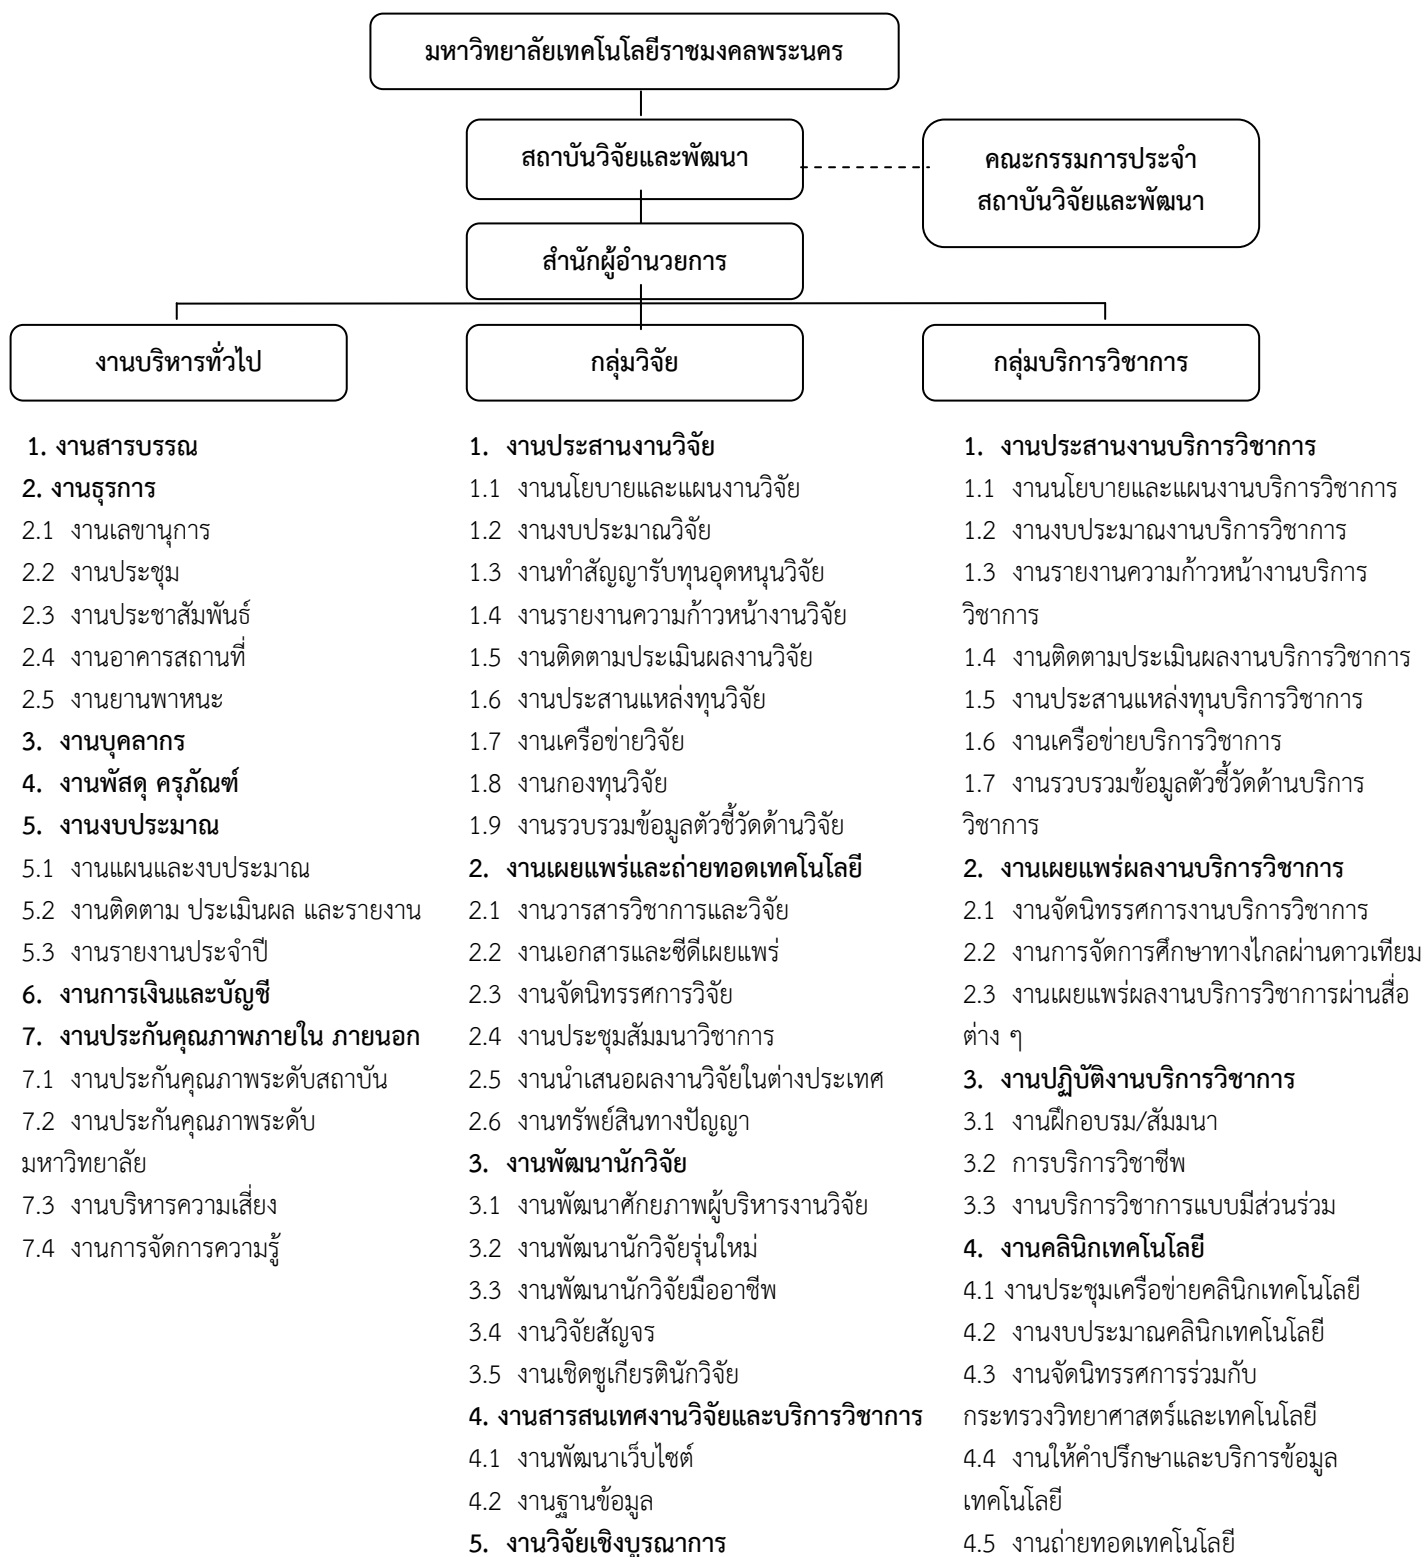 มหาวิทยาลัยเทคโนโลยีราชมงคลพระนคร
สถาบันวิจัยและพัฒนา
คณะกรรมการประจำ
สถาบันวิจัยและพัฒนา
สำนักผู้อำนวยการ
งานบริหารทั่วไป
1. งานสารบรรณ
2. งานธุรการ
2.1 งานเลขานุการ
2.2 งานประชุม
2.3 งานประชาสัมพันธ์
2.4 งานอาคารสถานที่
2.5 งานยานพาหนะ
3. งานบุคลากร
4. งานพัสดุ ครุภัณฑ์
5. งานงบประมาณ
5.1 งานแผนและงบประมาณ
5.2 งานติดตาม ประเมินผล และรายงาน
5.3 งานรายงานประจำปี
6. งานการเงินและบัญชี
7. งานประกันคุณภาพภายใน ภายนอก
7.1 งานประกันคุณภาพระดับสถาบัน
7.2 งานประกันคุณภาพระดับ
มหาวิทยาลัย
7.3 งานบริหารความเสี่ยง
7.4 งานการจัดการความรู้
กลุ่มวิจัย
1. งานประสานงานวิจัย
1.1 งานนโยบายและแผนงานวิจัย
1.2 งานงบประมาณวิจัย
1.3 งานทำสัญญารับทุนอุดหนุนวิจัย
1.4 งานรายงานความก้าวหน้างานวิจัย
1.5 งานติดตามประเมินผลงานวิจัย
1.6 งานประสานแหล่งทุนวิจัย
1.7 งานเครือข่ายวิจัย
1.8 งานกองทุนวิจัย
1.9 งานรวบรวมข้อมูลตัวชี้วัดด้านวิจัย
2. งานเผยแพร่และถ่ายทอดเทคโนโลยี
2.1 งานวารสารวิชาการและวิจัย
2.2 งานเอกสารและซีดีเผยแพร่
2.3 งานจัดนิทรรศการวิจัย
2.4 งานประชุมสัมมนาวิชาการ
2.5 งานนำเสนอผลงานวิจัยในต่างประเทศ
2.6 งานทรัพย์สินทางปัญญา
3. งานพัฒนานักวิจัย
3.1 งานพัฒนาศักยภาพผู้บริหารงานวิจัย
3.2 งานพัฒนานักวิจัยรุ่นใหม่
3.3 งานพัฒนานักวิจัยมืออาชีพ
3.4 งานวิจัยสัญจร
3.5 งานเชิดชูเกียรตินักวิจัย
4. งานสารสนเทศงานวิจัยและบริการวิชาการ
4.1 งานพัฒนาเว็บไซต์
4.2 งานฐานข้อมูล
5. งานวิจัยเชิงบูรณาการ
กลุ่มบริการวิชาการ
1. งานประสานงานบริการวิชาการ
1.1 งานนโยบายและแผนงานบริการวิชาการ
1.2 งานงบประมาณงานบริการวิชาการ
1.3 งานรายงานความก้าวหน้างานบริการ
วิชาการ
1.4 งานติดตามประเมินผลงานบริการวิชาการ
1.5 งานประสานแหล่งทุนบริการวิชาการ
1.6 งานเครือข่ายบริการวิชาการ
1.7 งานรวบรวมข้อมูลตัวชี้วัดด้านบริการ
วิชาการ
2. งานเผยแพร่ผลงานบริการวิชาการ
2.1 งานจัดนิทรรศการงานบริการวิชาการ
2.2 งานการจัดการศึกษาทางไกลผ่านดาวเทียม
2.3 งานเผยแพร่ผลงานบริการวิชาการผ่านสื่อ
ต่าง ๆ
3. งานปฏิบัติงานบริการวิชาการ
3.1 งานฝึกอบรม/สัมมนา
3.2 การบริการวิชาชีพ
3.3 งานบริการวิชาการแบบมีส่วนร่วม
4. งานคลินิกเทคโนโลยี
4.1 งานประชุมเครือข่ายคลินิกเทคโนโลยี
4.2 งานงบประมาณคลินิกเทคโนโลยี
4.3 งานจัดนิทรรศการร่วมกับ
กระทรวงวิทยาศาสตร์และเทคโนโลยี
4.4 งานให้คำปรึกษาและบริการข้อมูล
เทคโนโลยี
4.5 งานถ่ายทอดเทคโนโลยี